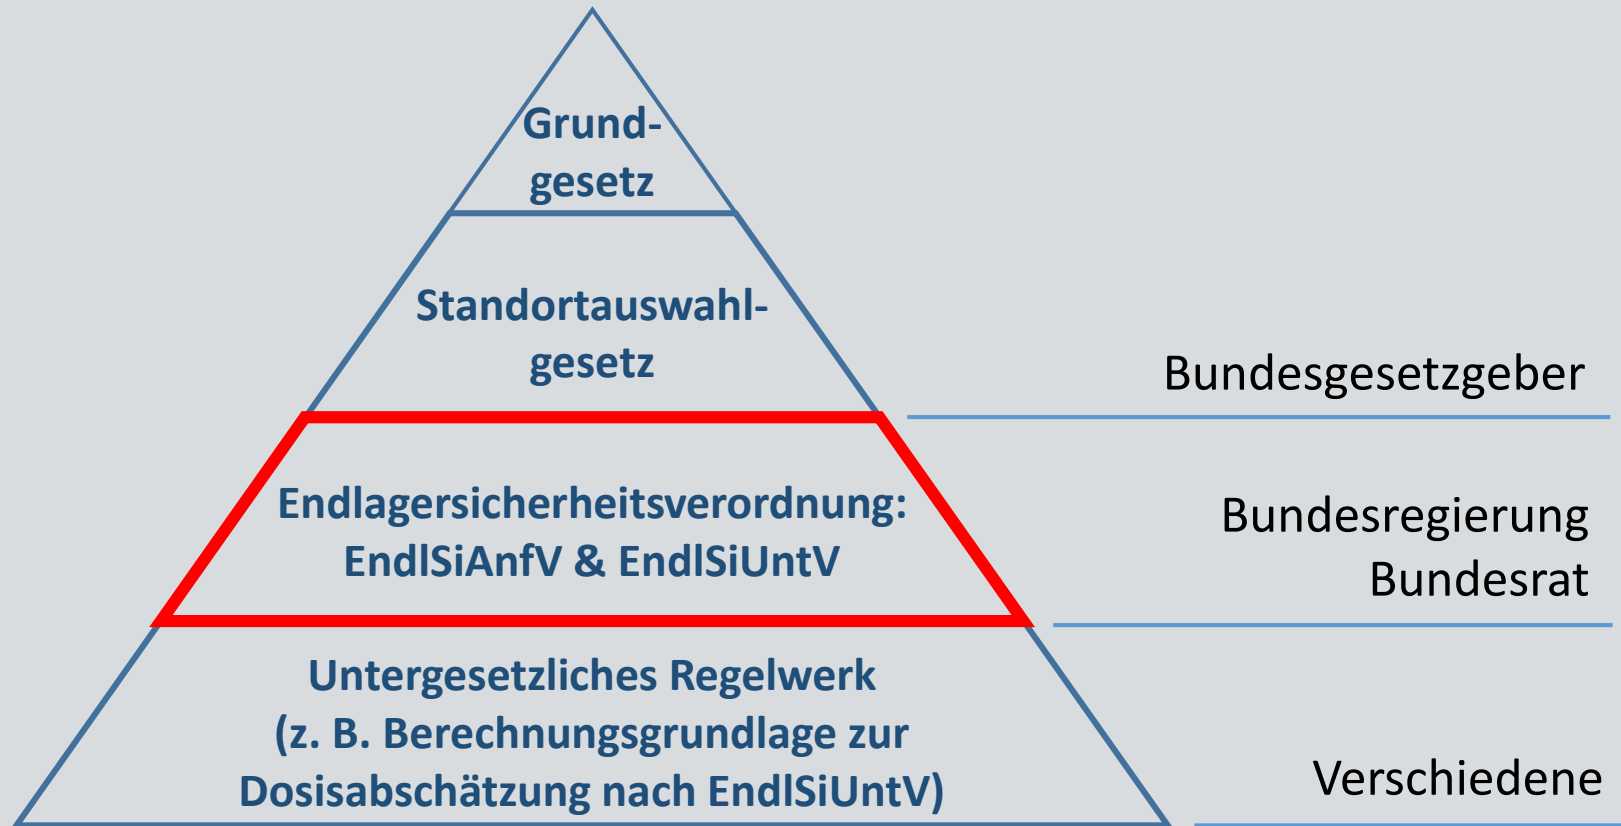 Grund-
gesetz
Standortauswahl-
gesetz
Bundesgesetzgeber
Endlagersicherheitsverordnung:
EndlSiAnfV & EndlSiUntV
Bundesregierung
Bundesrat
Untergesetzliches Regelwerk
(z. B. Berechnungsgrundlage zur
Dosisabschätzung nach EndlSiUntV)
Verschiedene